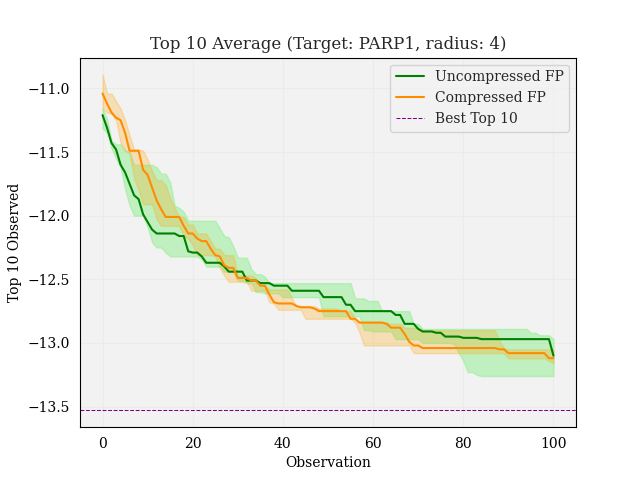 Top 10 Average (Target: PARP1, radius: 4)
Uncompressed FP
Compressed FP
Best Top 10
Top 10 Observed
−11.0
−11.5
−12.0
−12.5
−13.0
−13.5
0 20 40 60 80 100
Observation